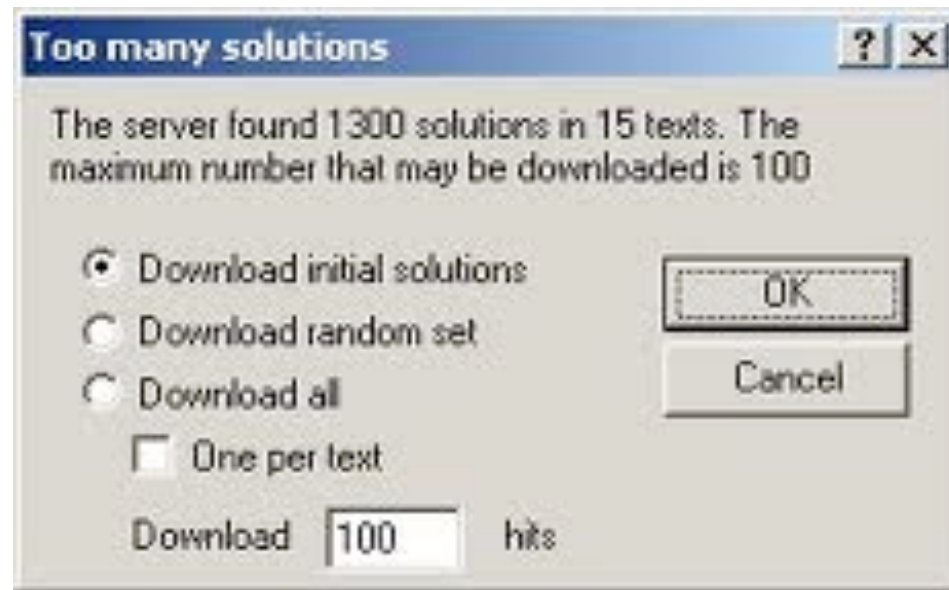 Too many solutions
The server found 1300 solutions in 15 texts. The
maximum number that may be downloaded is 100
Download initial solutions
OK
Download random set
Cancel
Download all
One per text
Download 100 hits